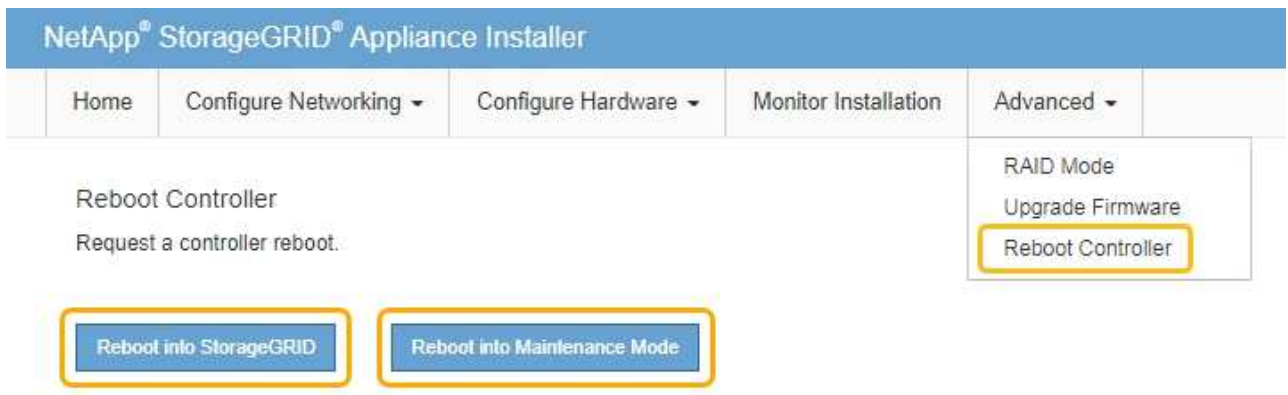 NetApp® StorageGRID® Appliance Installer
Home Configure Networking Configure Hardware Monitor Installation Advanced
RAID Mode
Upgrade Firmware
Reboot Controller
Reboot Controller
Request a controller reboot.
Reboot into StorageGRID Reboot into Maintenance Mode